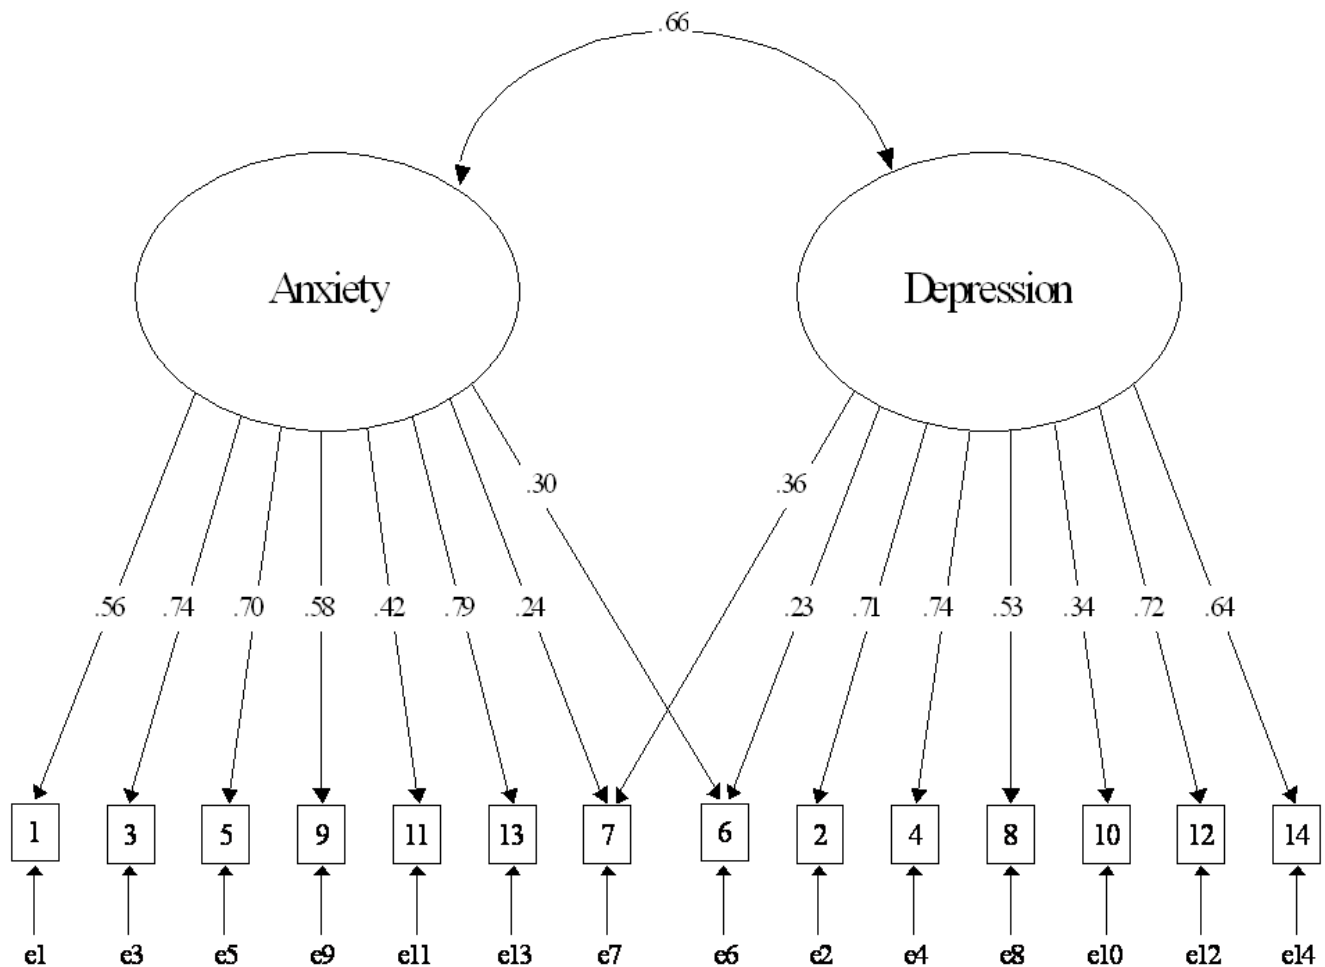 .66
Anxiety Depression
.30 .36
.56 .74 .70 .58 .42 .79 .24 .23 .71 .74 .53 .34 .72 .64
1 3 5 9 11 13 7 6 2 4 8 10 12 14
e1 e3 e5 e9 e11 e13 e7 e6 e2 e4 e8 e10 e12 e14